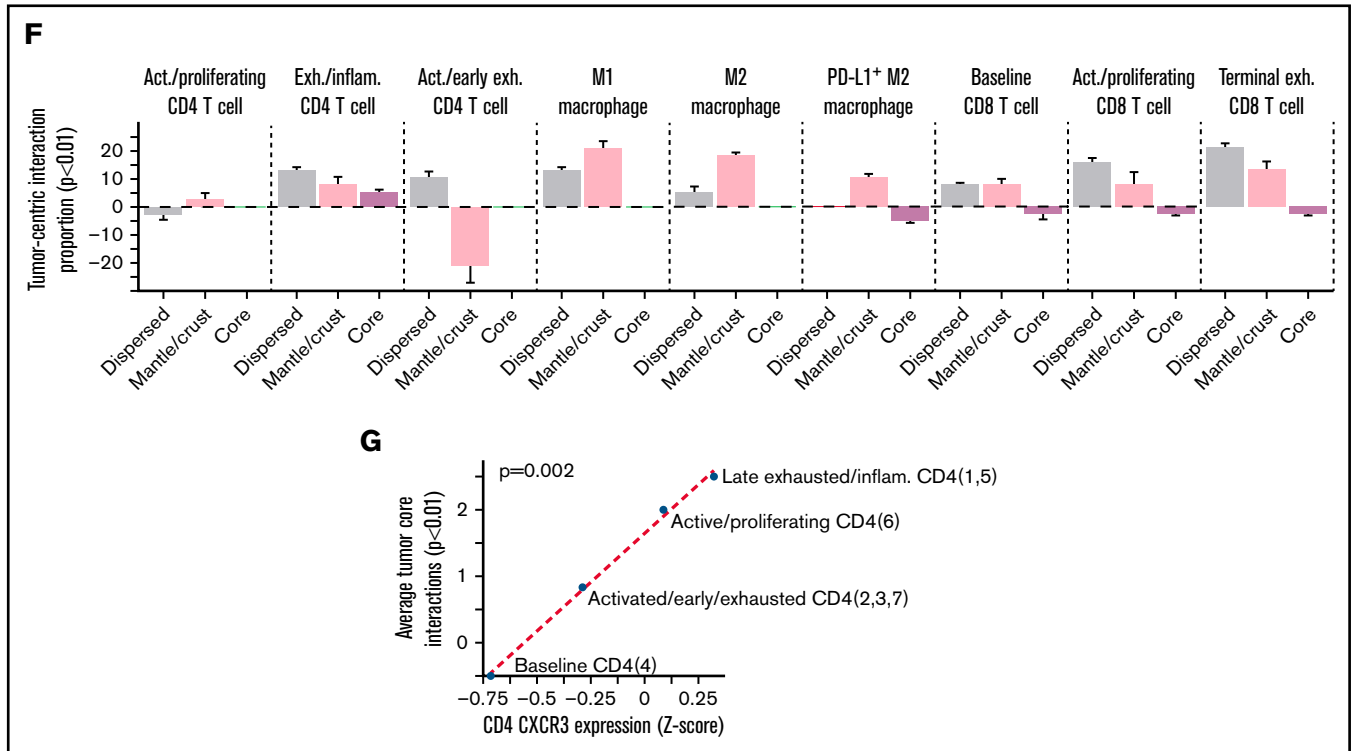 F
Act./proliferating CD4 T cell
Exh./inflam. CD4 T cell
Act./early exh. CD4 T cell
M1 macrophage
M2 macrophage
PD-L1+ M2 macrophage
Baseline CD8 T cell
Act./proliferating CD8 T cell
Terminal exh. CD8 T cell
Tumor-centric interaction
proportion (p<0.01)
20
10
0
−10
−20
Dispersed
Mantle/crust
Core
Dispersed
Mantle/crust
Core
Dispersed
Mantle/crust
Core
Dispersed
Mantle/crust
Core
Dispersed
Mantle/crust
Core
Dispersed
Mantle/crust
Core
Dispersed
Mantle/crust
Core
Dispersed
Mantle/crust
Core
Dispersed
Mantle/crust
Core
G
p=0.002
Average tumor core
interactions (p<0.01)
2
1
0
Late exhausted/inflam. CD4(1,5)
Active/proliferating CD4(6)
Activated/early/exhausted CD4(2,3,7)
Baseline CD4(4)
−0.75 −0.5 −0.25 0 0.25
CD4 CXCR3 expression (Z-score)